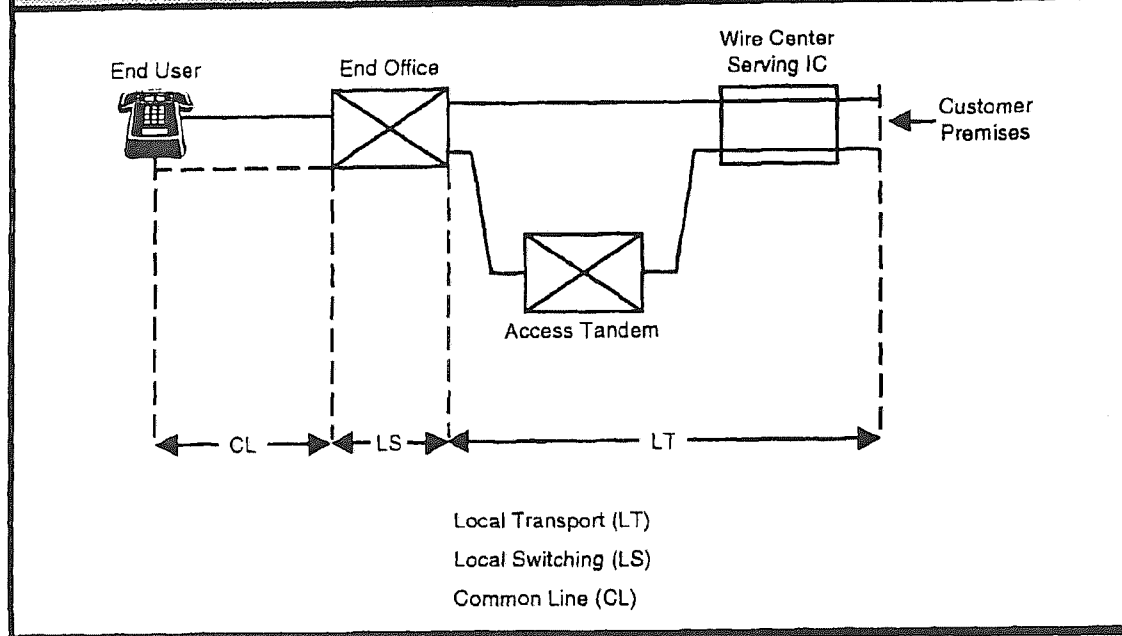 Wire Center
Serving IC
End User
End Office
Customer
Premises
Access Tandem
CL
LS
LT
Local Transport (LT)
Local Switching (LS)
Common Line (CL)